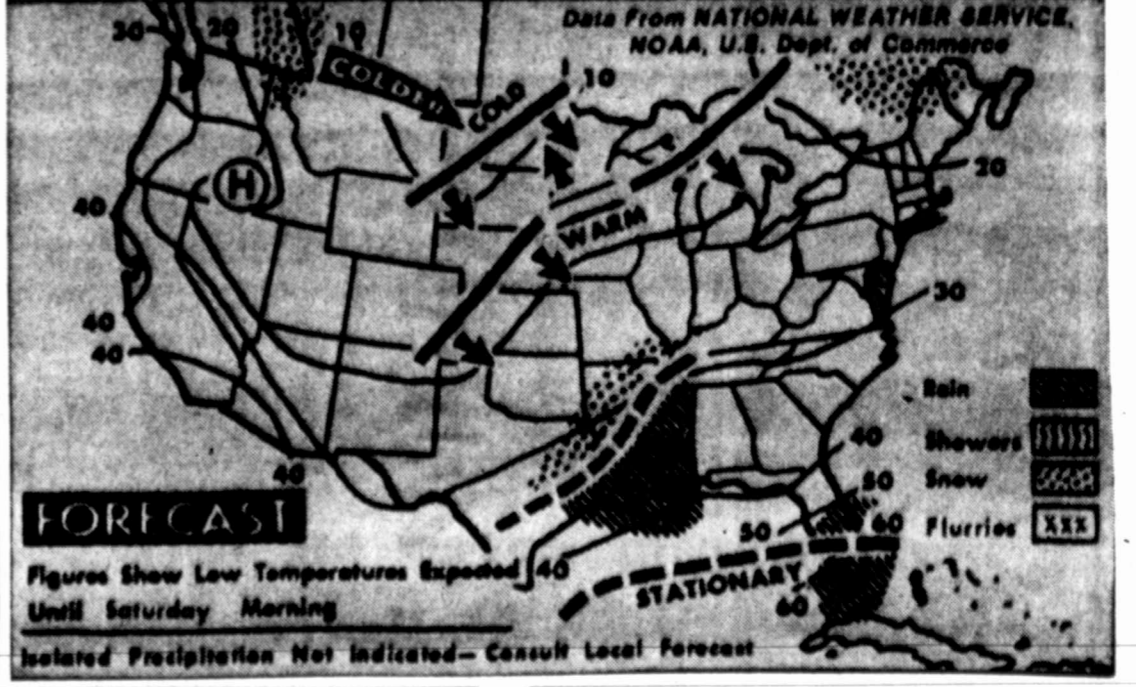 Data From NATIONAL WEATHER SERVICE,
NOAA, U.S. Dept. of Commerce
30
20
10
COLD
COLD
10
H
WARM
20
40
30
40
40
Rain
Showers
Snow
Flurries
40
50
60
50
40
FORECAST
Figures Show Low Temperatures Expected
40
STATIONARY
60
Until Saturday Morning
Isolated Precipitation Not Indicated— Consult Local Forecast